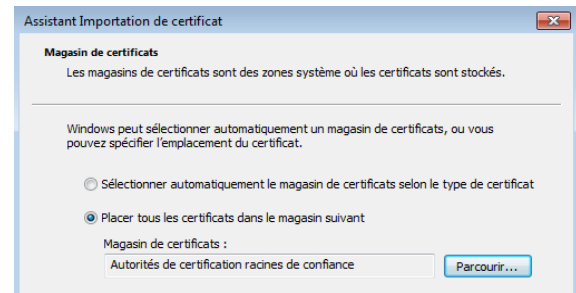 Assistant Importation de certificat
Magasin de certificats
Les magasins de certificats sont des zones système où les certificats sont stockés.
Windows peut sélectionner automatiquement un magasin de certificats, ou vous
pouvez spécifier l'emplacement du certificat.
Sélectionner automatiquement le magasin de certificats selon le type de certificat
Placer tous les certificats dans le magasin suivant
Magasin de certificats :
Autorités de certification racines de confiance
Parcourir...